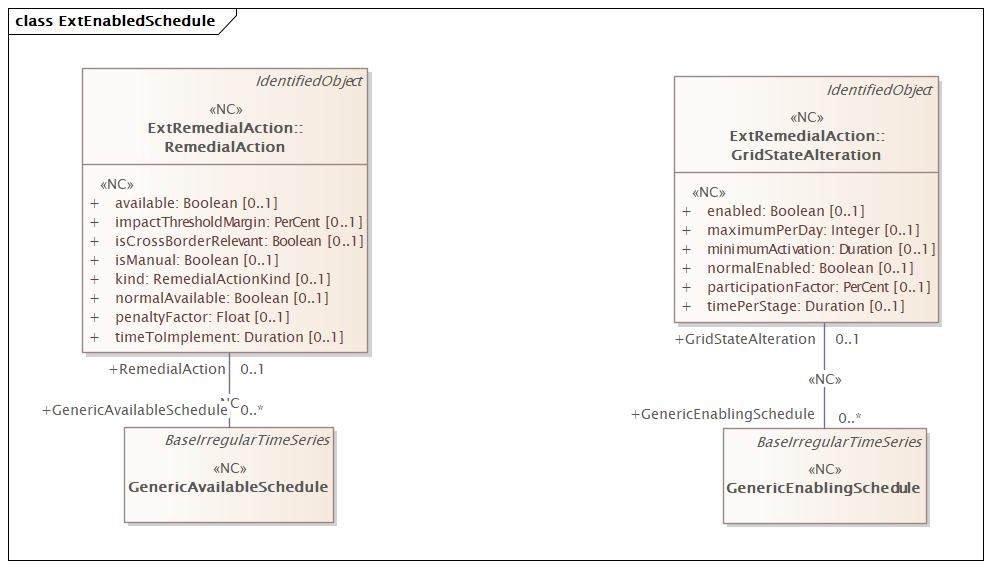 class ExtEnabledSchedule
IdentifiedObject
«NC»
ExtRemedialAction::
RemedialAction
«NC»
+ available: Boolean [0..1]
+ impactThresholdMargin: PerCent [0..1]
+ isCrossBorderRelevant: Boolean [0..1]
+ isManual: Boolean [0..1]
+ kind: RemedialActionKind [0..1]
+ normalAvailable: Boolean [0..1]
+ penaltyFactor: Float [0..1]
+ timeToImplement: Duration [0..1]
+RemedialAction 0..1
NC
+GenericAvailableSchedule 0..*
BaseIrregularTimeSeries
«NC»
GenericAvailableSchedule
IdentifiedObject
«NC»
ExtRemedialAction::
GridStateAlteration
«NC»
+ enabled: Boolean [0..1]
+ maximumPerDay: Integer [0..1]
+ minimumActivation: Duration [0..1]
+ normalEnabled: Boolean [0..1]
+ participationFactor: PerCent [0..1]
+ timePerStage: Duration [0..1]
+GridStateAlteration 0..1
«NC»
+GenericEnablingSchedule 0..*
BaseIrregularTimeSeries
«NC»
GenericEnablingSchedule